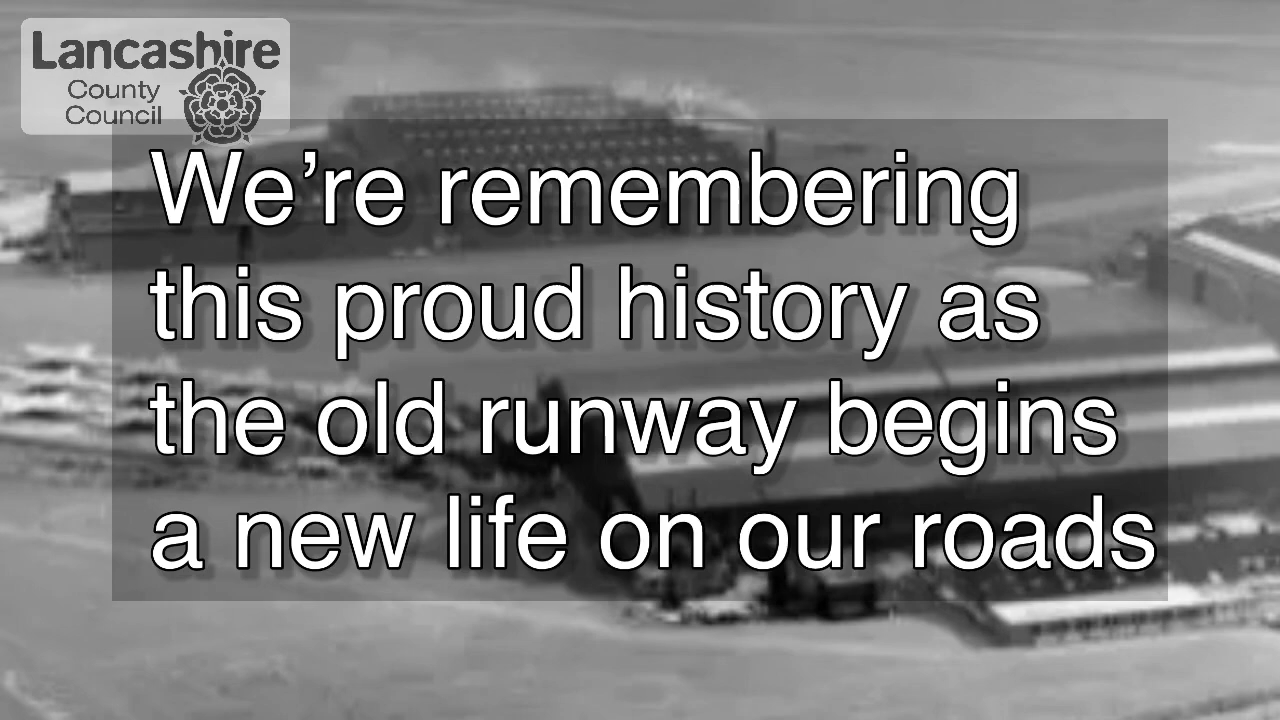 Lancashire
County
Council
We’re remembering
this proud history as
the old runway begins
a new life on our roads